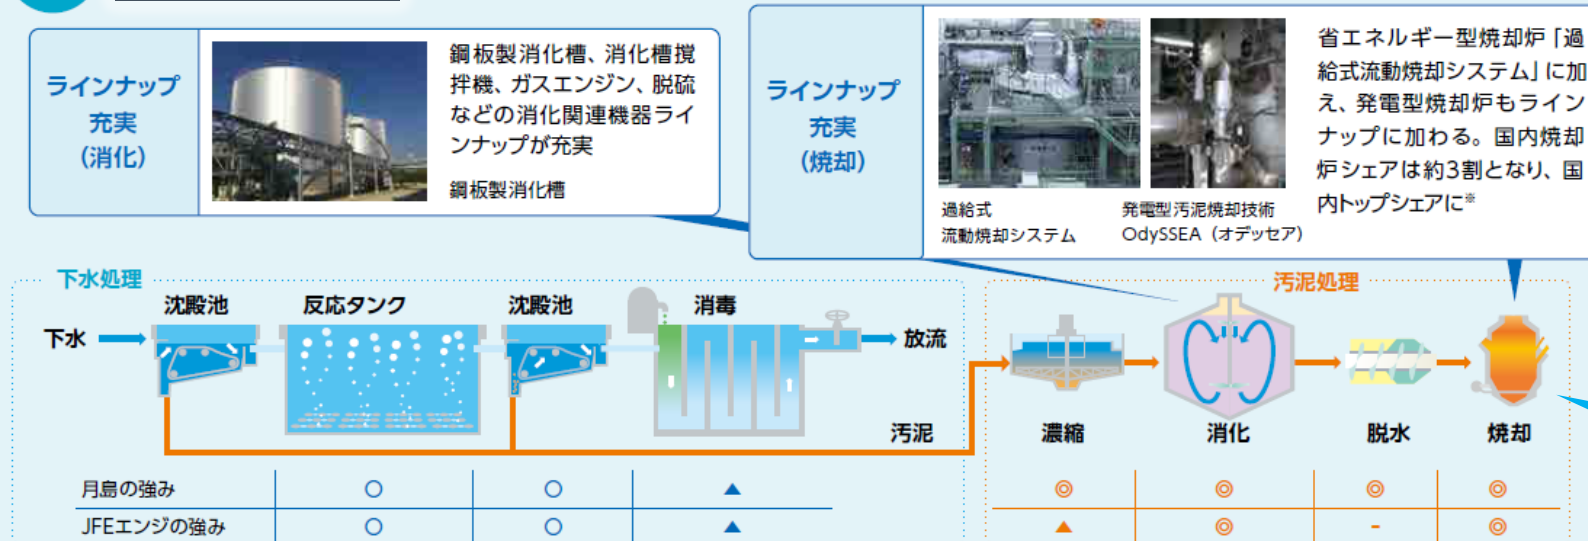 ラインナップ
充実
（消化）
鋼板製消化槽、消化槽撹
拌機、ガスエンジン、脱硫
などの消化関連機器ライ
ンナップが充実
鋼板製消化槽
ラインナップ
充実
（焼却）
過給式
流動焼却システム
発電型汚泥焼却技術
OdySSEA（オデッセア）
省エネルギー型焼却炉「過
給式流動焼却システム」に加
え、発電型焼却炉もライン
ナップに加わる。国内焼却
炉シェアは約3割となり、国
内トップシェアに※
下水処理
沈殿池 反応タンク 沈殿池 消毒
下水
放流
汚泥
汚泥処理
濃縮 消化 脱水 焼却
月島の強み ○ ○ ▲ ◎ ◎ ◎ ◎
JFEエンジの強み ○ ○ ▲ ▲ ◎ - ◎